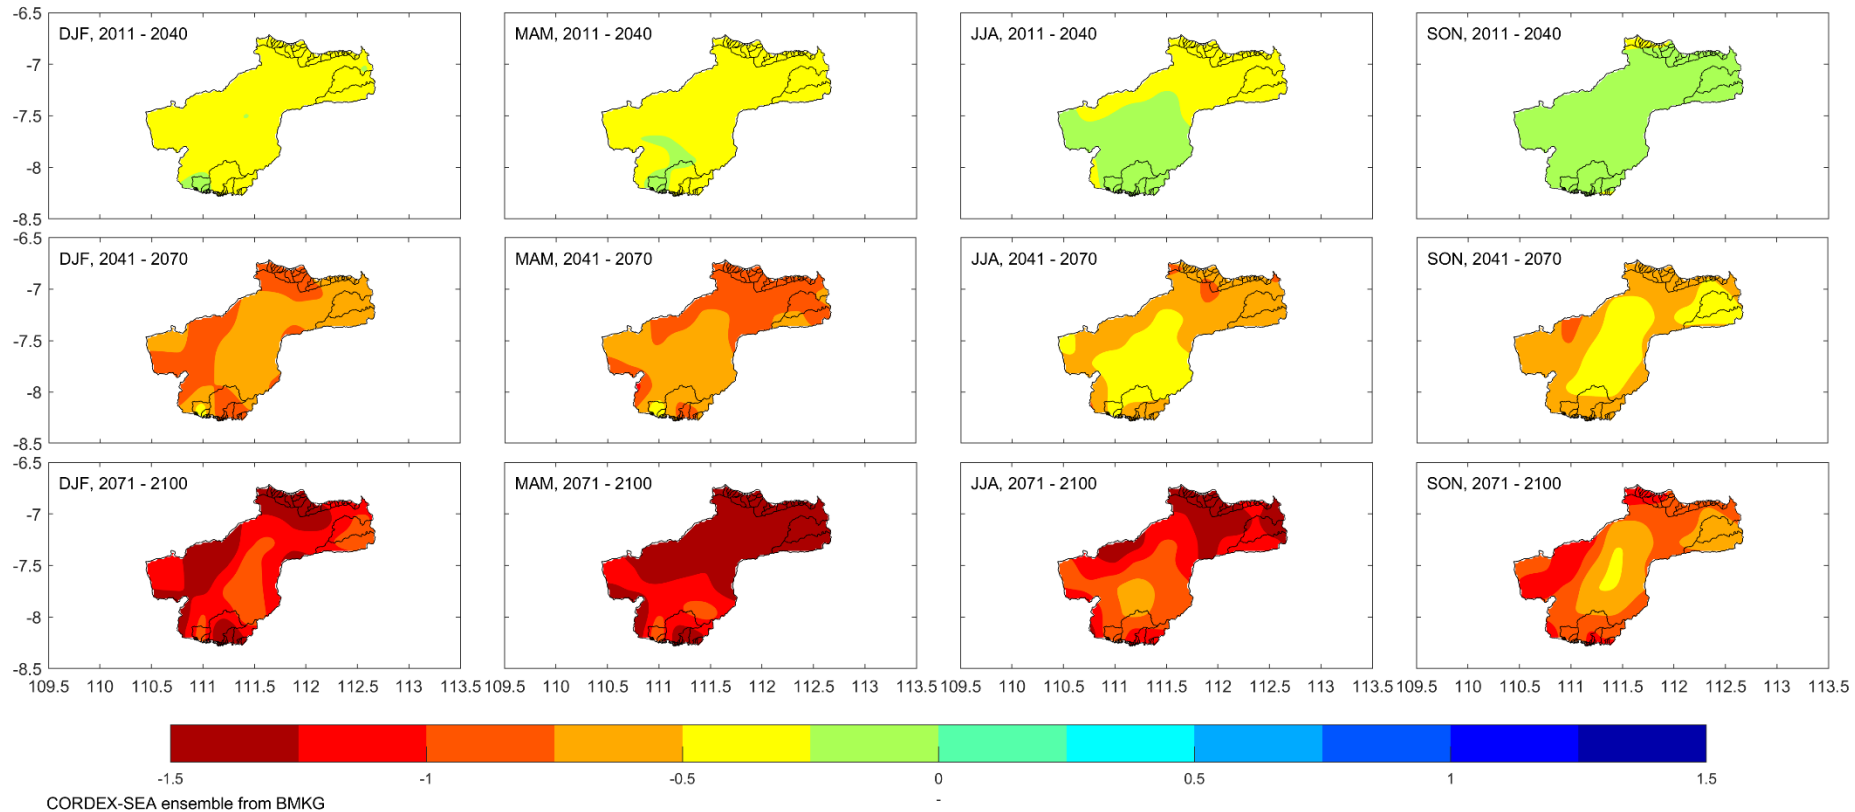 -6.5
DJF, 2011 - 2040
MAM, 2011 - 2040
JJA, 2011 - 2040
SON, 2011 - 2040
-7
-7.5
-8
-8.5
-6.5
DJF, 2041 - 2070
MAM, 2041 - 2070
JJA, 2041 - 2070
SON, 2041 - 2070
-7
-7.5
-8
-8.5
-6.5
DJF, 2071 - 2100
MAM, 2071 - 2100
JJA, 2071 - 2100
SON, 2071 - 2100
-7
-7.5
-8
-8.5
109.5 110 110.5 111 111.5 112 112.5 113 113.5 109.5 110 110.5 111 111.5 112 112.5 113 113.5 109.5 110 110.5 111 111.5 112 112.5 113 113.5 109.5 110 110.5 111 111.5 112 112.5 113 113.5
-1.5 -1 -0.5 0 0.5 1 1.5
CORDEX-SEA ensemble from BMKG
-